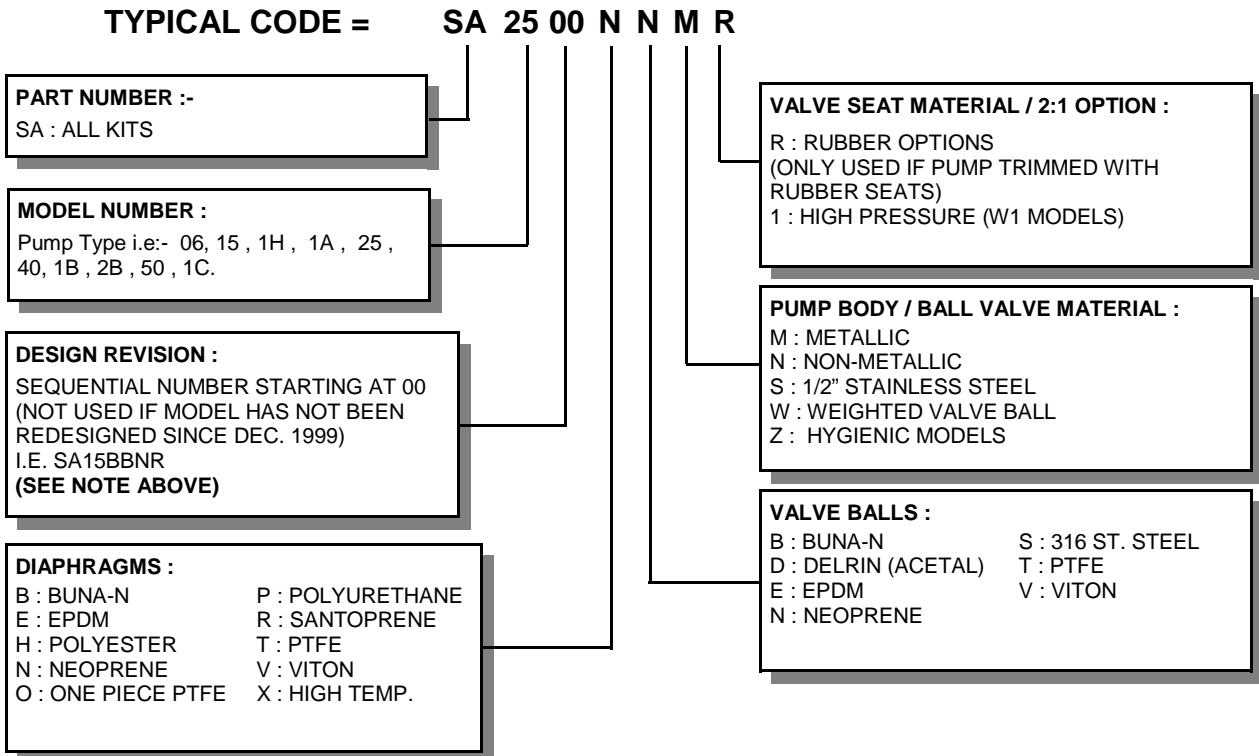 TYPICAL CODE = SA 25 00 N N M R
PART NUMBER :-
SA : ALL KITS
MODEL NUMBER :
Pump Type i.e:- 06, 15 , 1H , 1A , 25 ,
40, 1B , 2B , 50 , 1C.
DESIGN REVISION :
SEQUENTIAL NUMBER STARTING AT 00
(NOT USED IF MODEL HAS NOT BEEN
REDESIGNED SINCE DEC. 1999)
I.E. SA15BBNR
(SEE NOTE ABOVE)
DIAPHRAGMS :
B : BUNA-N P : POLYURETHANE
E : EPDM R : SANTOPRENE
H : POLYESTER T : PTFE
N : NEOPRENE V : VITON
O : ONE PIECE PTFE X : HIGH TEMP.
VALVE SEAT MATERIAL / 2:1 OPTION :
R : RUBBER OPTIONS
(ONLY USED IF PUMP TRIMMED WITH
RUBBER SEATS)
1 : HIGH PRESSURE (W1 MODELS)
PUMP BODY / BALL VALVE MATERIAL :
M : METALLIC
N : NON-METALLIC
S : 1/2” STAINLESS STEEL
W : WEIGHTED VALVE BALL
Z : HYGIENIC MODELS
VALVE BALLS :
B : BUNA-N S : 316 ST. STEEL
D : DELRIN (ACETAL) T : PTFE
E : EPDM V : VITON
N : NEOPRENE